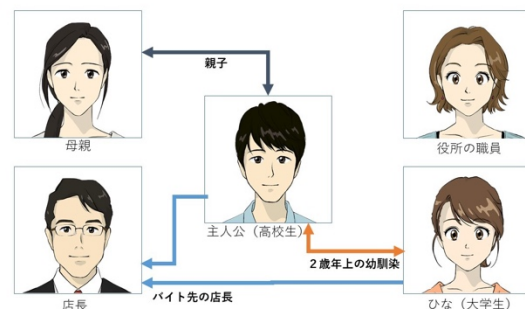 親子
母親
役所の職員
主人公（高校生）
２歳年上の幼馴染
店長
バイト先の店長
ひな（大学生）